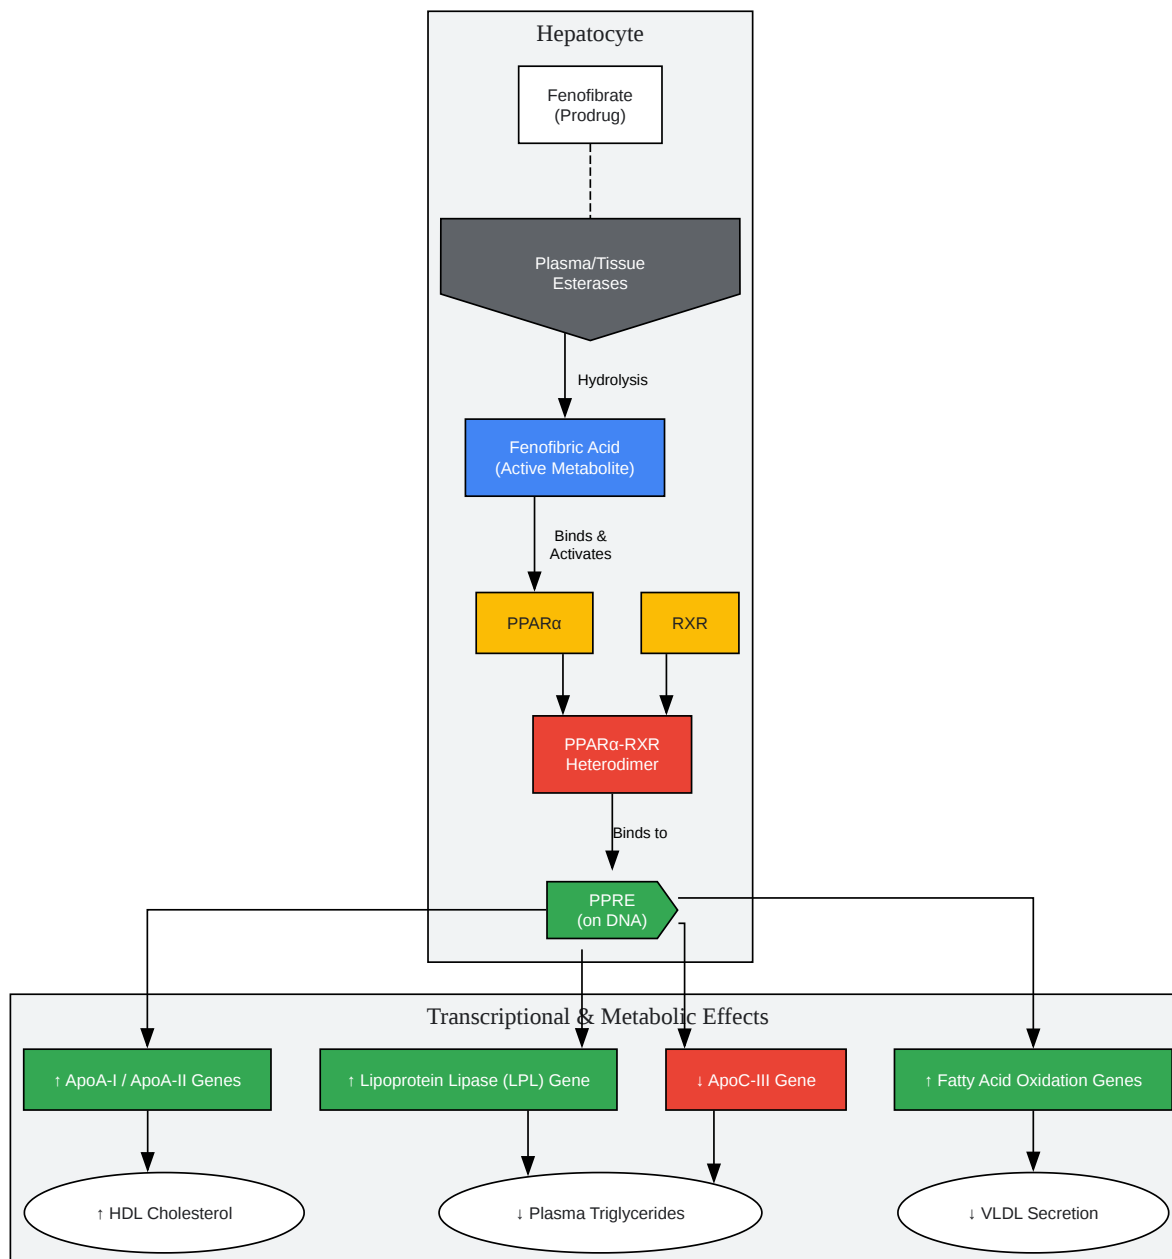 Hepatocyte
Fenofibrate
(Prodrug)
Plasma/Tissue
Esterases
Hydrolysis
Fenofibric Acid
(Active Metabolite)
Binds &
Activates
PPARα
RXR
PPARα-RXR
Heterodimer
Binds to
PPRE
(on DNA)
Transcriptional & Metabolic Effects
↑ ApoA-I / ApoA-II Genes
↑ Lipoprotein Lipase (LPL) Gene
↓ ApoC-III Gene
↑ Fatty Acid Oxidation Genes
↑ HDL Cholesterol
↓ Plasma Triglycerides
↓ VLDL Secretion